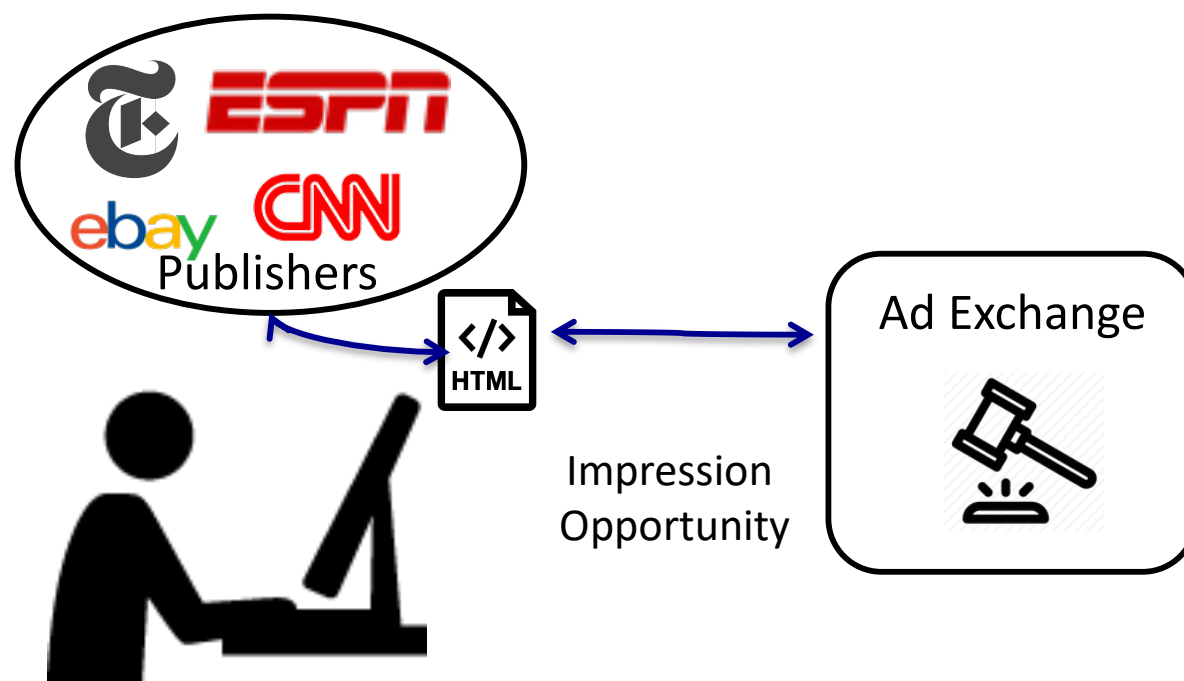 T
ESPN
CNN
ebay
Publishers
</>
HTML
Ad Exchange
Impression
Opportunity